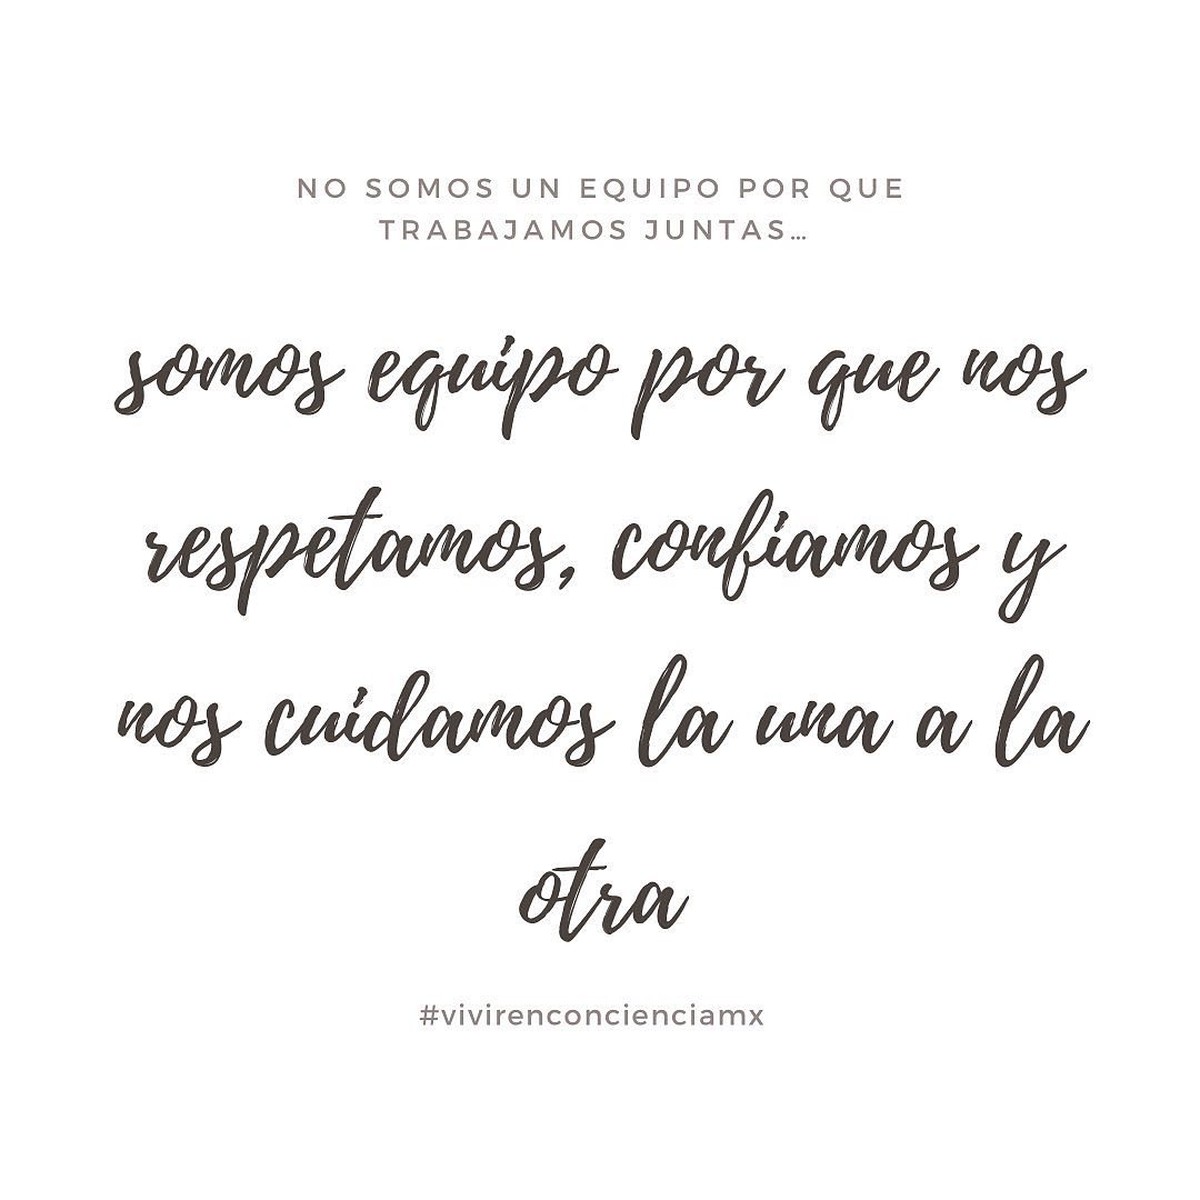 NO SOMOS UN EQUIPO POR QUE
TRABAJAMOS JUNTAS...
somos equipo por que nos
respetamos, confiamos y
nos cuidamos la una a la
otra
#vivirenconcienciamx